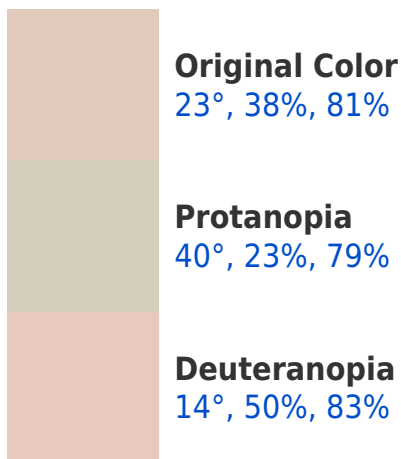 Original Color
23°, 38%, 81%
Protanopia
40°, 23%, 79%
Deuteranopia
14°, 50%, 83%